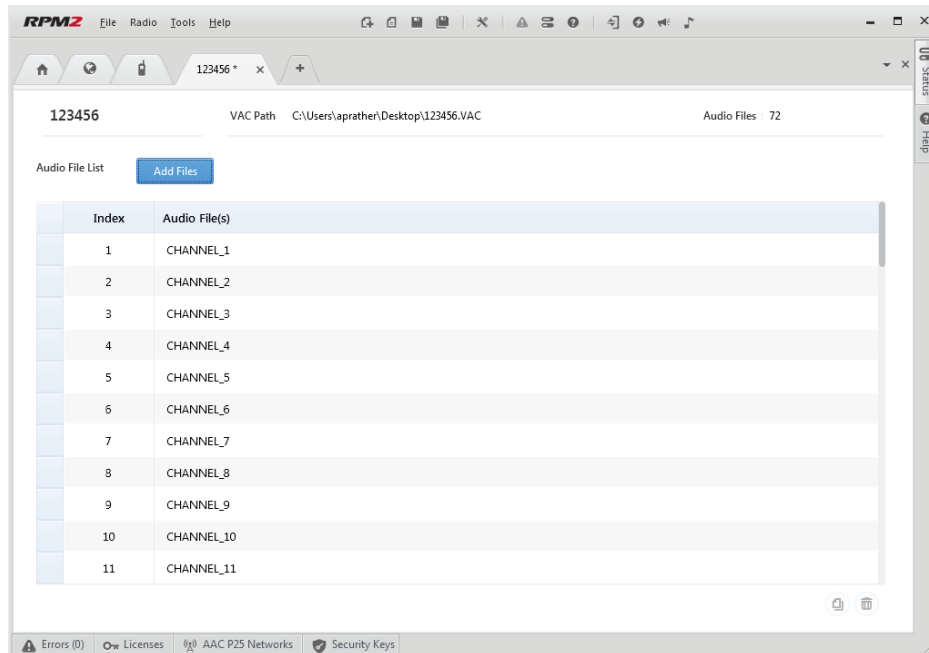 RPM2 File Radio Tools Help
123456 *
123456 VAC Path C:\Users\aprather\Desktop\123456.VAC Audio Files : 72
Audio File List Add Files
Index Audio File(s)
1 CHANNEL_1
2 CHANNEL_2
3 CHANNEL_3
4 CHANNEL_4
5 CHANNEL_5
6 CHANNEL_6
7 CHANNEL_7
8 CHANNEL_8
9 CHANNEL_9
10 CHANNEL_10
11 CHANNEL_11
Errors (0) Licenses AAC P25 Networks Security Keys
Status
Help